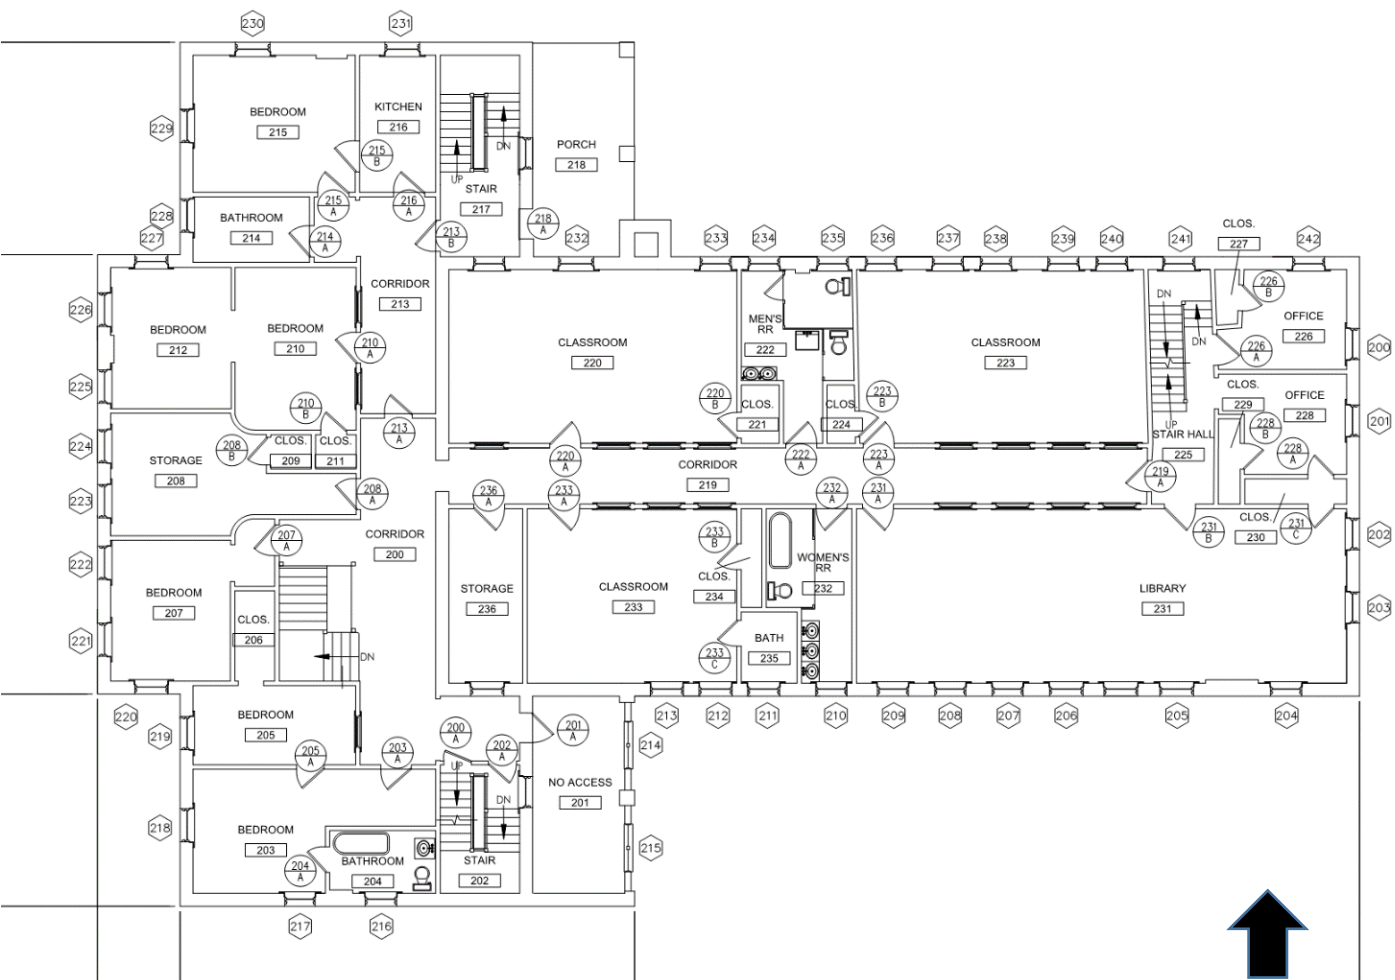 230
231
229
BEDROOM
215
KITCHEN
216
215
B
DN
UP
STAIR
217
PORCH
218
228
BATHROOM
214
215
A
216
A
214
A
213
B
218
A
227
232
233
234
235
236
237
238
239
240
241
CLOS.
227
242
226
BEDROOM
212
BEDROOM
210
CORRIDOR
213
210
A
CLASSROOM
220
MEN'S
RR
222
CLASSROOM
223
DN
DN
226
B
OFFICE
226
226
A
200
225
210
B
213
A
220
B
CLOS.
221
CLOS.
224
223
B
UP
STAIR HALL
225
CLOS.
229
OFFICE
228
228
B
228
A
201
224
STORAGE
208
208
B
CLOS.
209
CLOS.
211
220
A
CORRIDOR
219
222
A
223
A
219
A
223
208
A
236
A
233
A
232
A
231
A
231
B
CLOS.
230
231
C
202
207
A
CORRIDOR
200
222
BEDROOM
207
CLOS.
206
STORAGE
236
CLASSROOM
233
233
B
CLOS.
234
WOMEN'S
RR
232
LIBRARY
231
203
221
DN
233
C
BATH
235
220
219
BEDROOM
205
200
A
201
A
202
A
213
212
211
210
209
208
207
206
205
204
205
A
203
A
UP
DN
NO ACCESS
201
214
218
BEDROOM
203
204
A
BATHROOM
204
STAIR
202
215
217
216